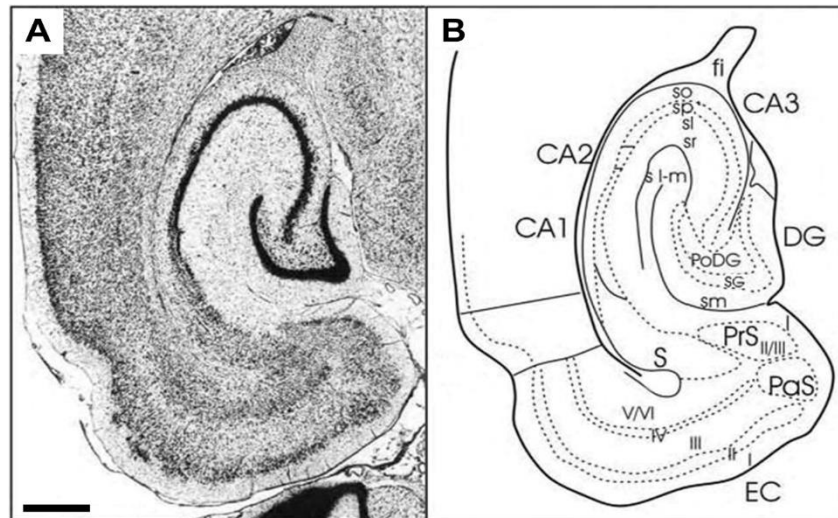 A
B
fi
so
sp
sl
sr
CA3
CA2
s l-m
CA1
DG
PoDG
SG
sm
I
PrS
II/III
S
PaS
V/VI
IV
III
II
I
EC